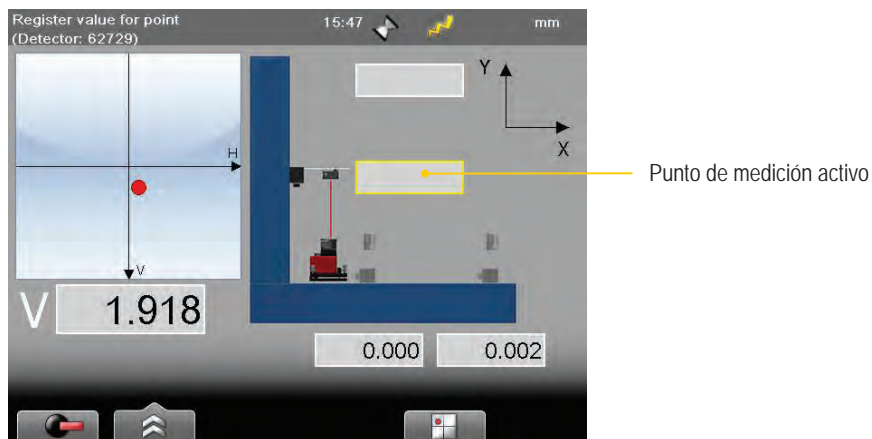 Register value for point
(Detector: 62729)
15:47
mm
Y
X
H
V
Punto de medición activo
V 1.918
0.000 0.002